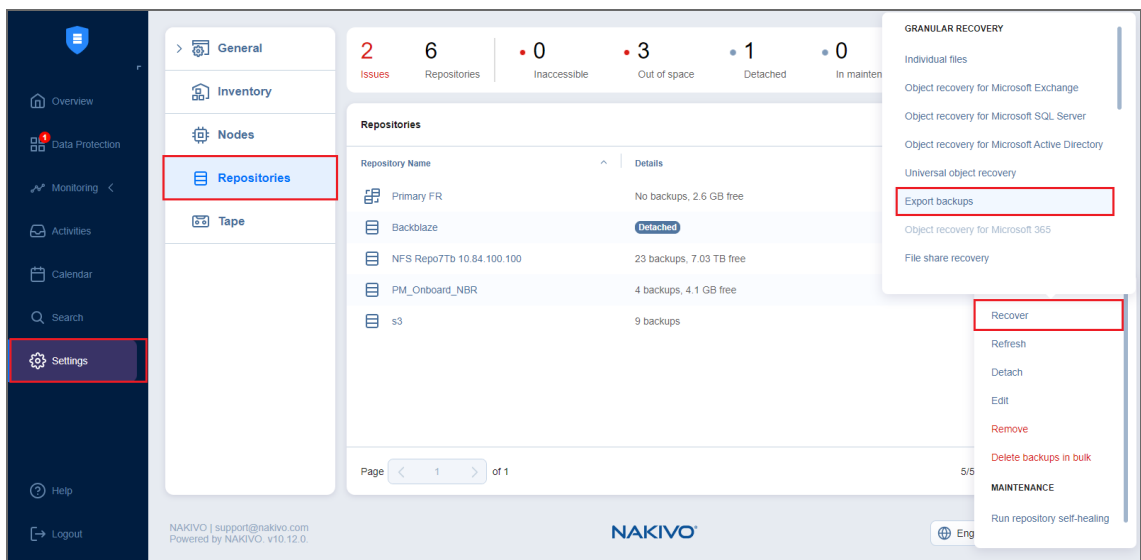 Overview
1
Data Protection
Monitoring
Activities
Calendar
Search
Settings
Help
Logout
General
Inventory
Nodes
Repositories
Tape
2
Issues
6
Repositories
0
Inaccessible
3
Out of space
1
Detached
0
In mainten
Repositories
Repository Name
Details
Primary FR
No backups, 2.6 GB free
Backblaze
Detached
NFS Repo7Tb 10.84.100.100
23 backups, 7.03 TB free
PM_Onboard_NBR
4 backups, 4.1 GB free
s3
9 backups
Page
1
of 1
5/5
GRANULAR RECOVERY
Individual files
Object recovery for Microsoft Exchange
Object recovery for Microsoft SQL Server
Object recovery for Microsoft Active Directory
Universal object recovery
Export backups
Object recovery for Microsoft 365
File share recovery
Recover
Refresh
Detach
Edit
Remove
Delete backups in bulk
MAINTENANCE
Run repository self-healing
NAKIVO | support@nakivo.com
Powered by NAKIVO. v10.12.0.
NAKIVO®
Eng